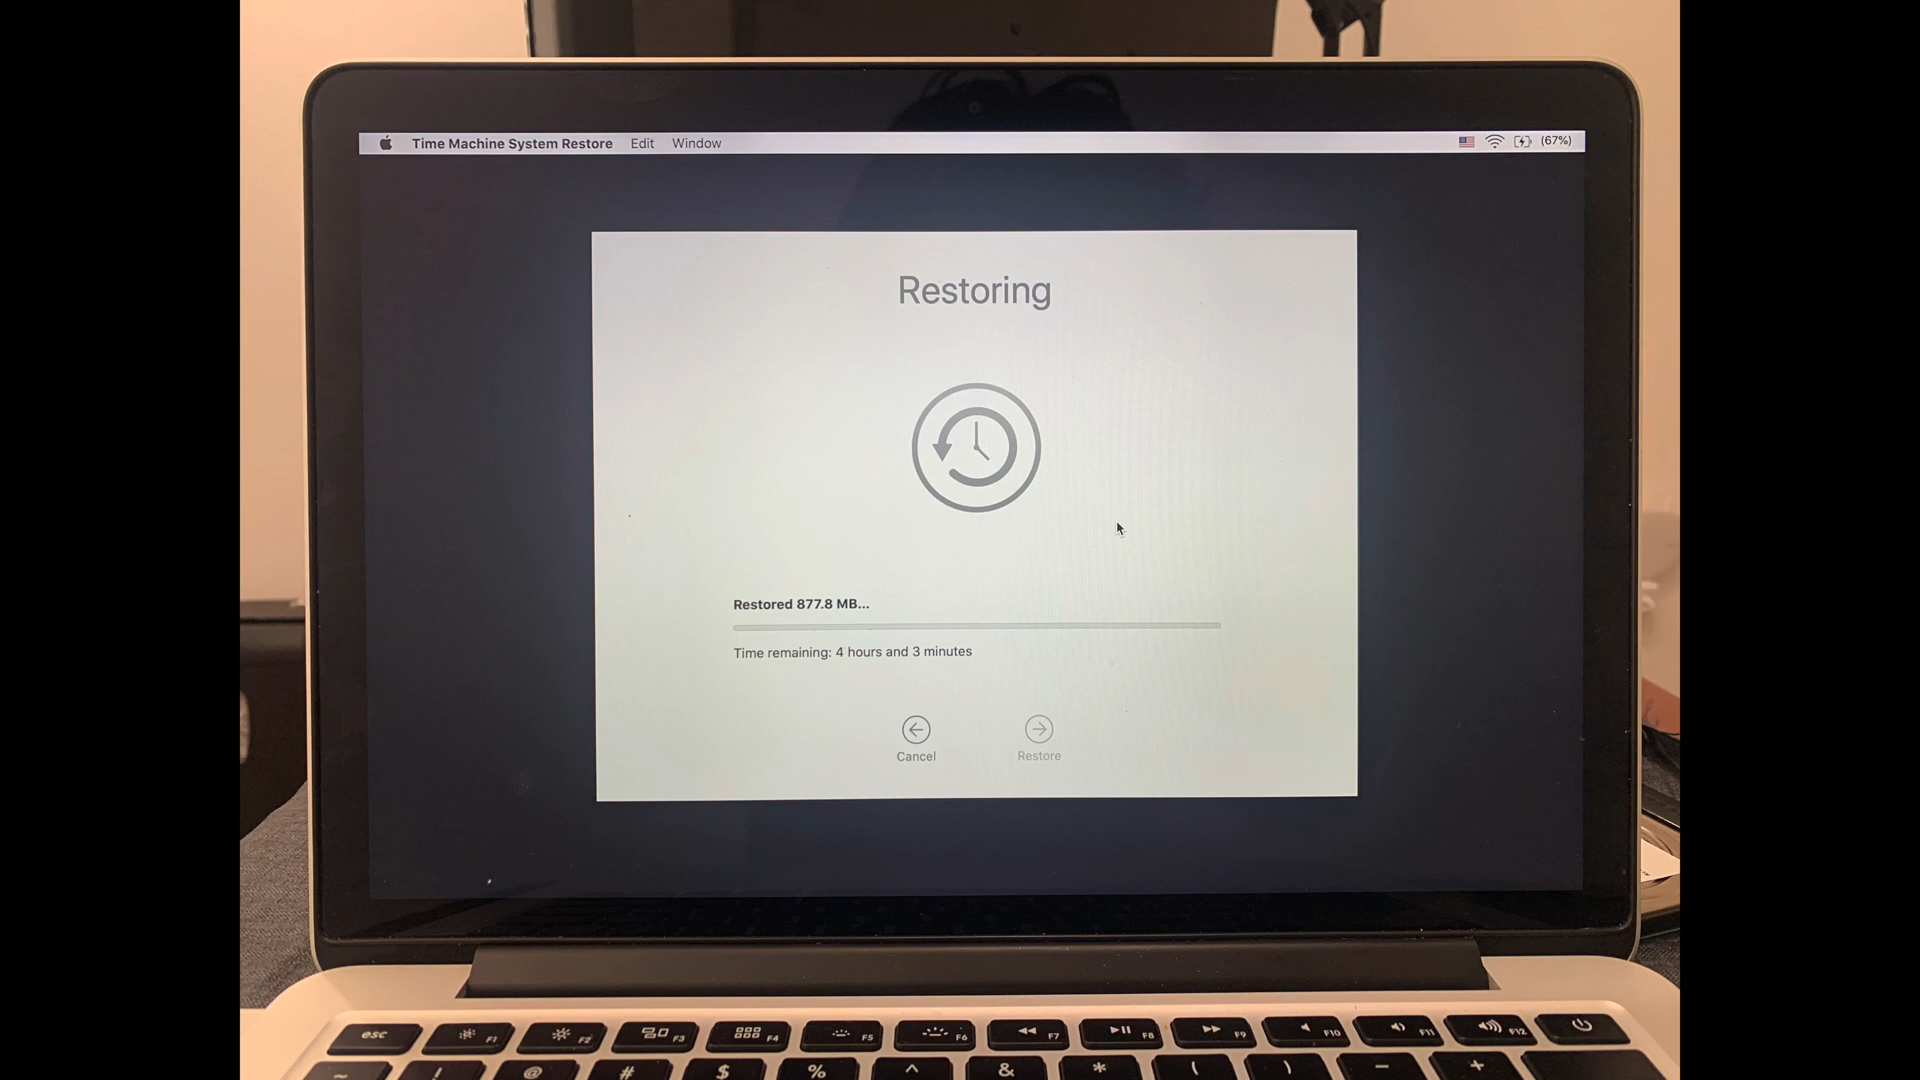 Time Machine System Restore Edit Window (67%)
Restoring
Restored 877.8 MB...
Time remaining: 4 hours and 3 minutes
Cancel Restore
esc F1 F2 F3 F4 F5 F6 F7 F8 F9 F10 F11 F12
~ ! @ # $ % ^ & * ( ) − +